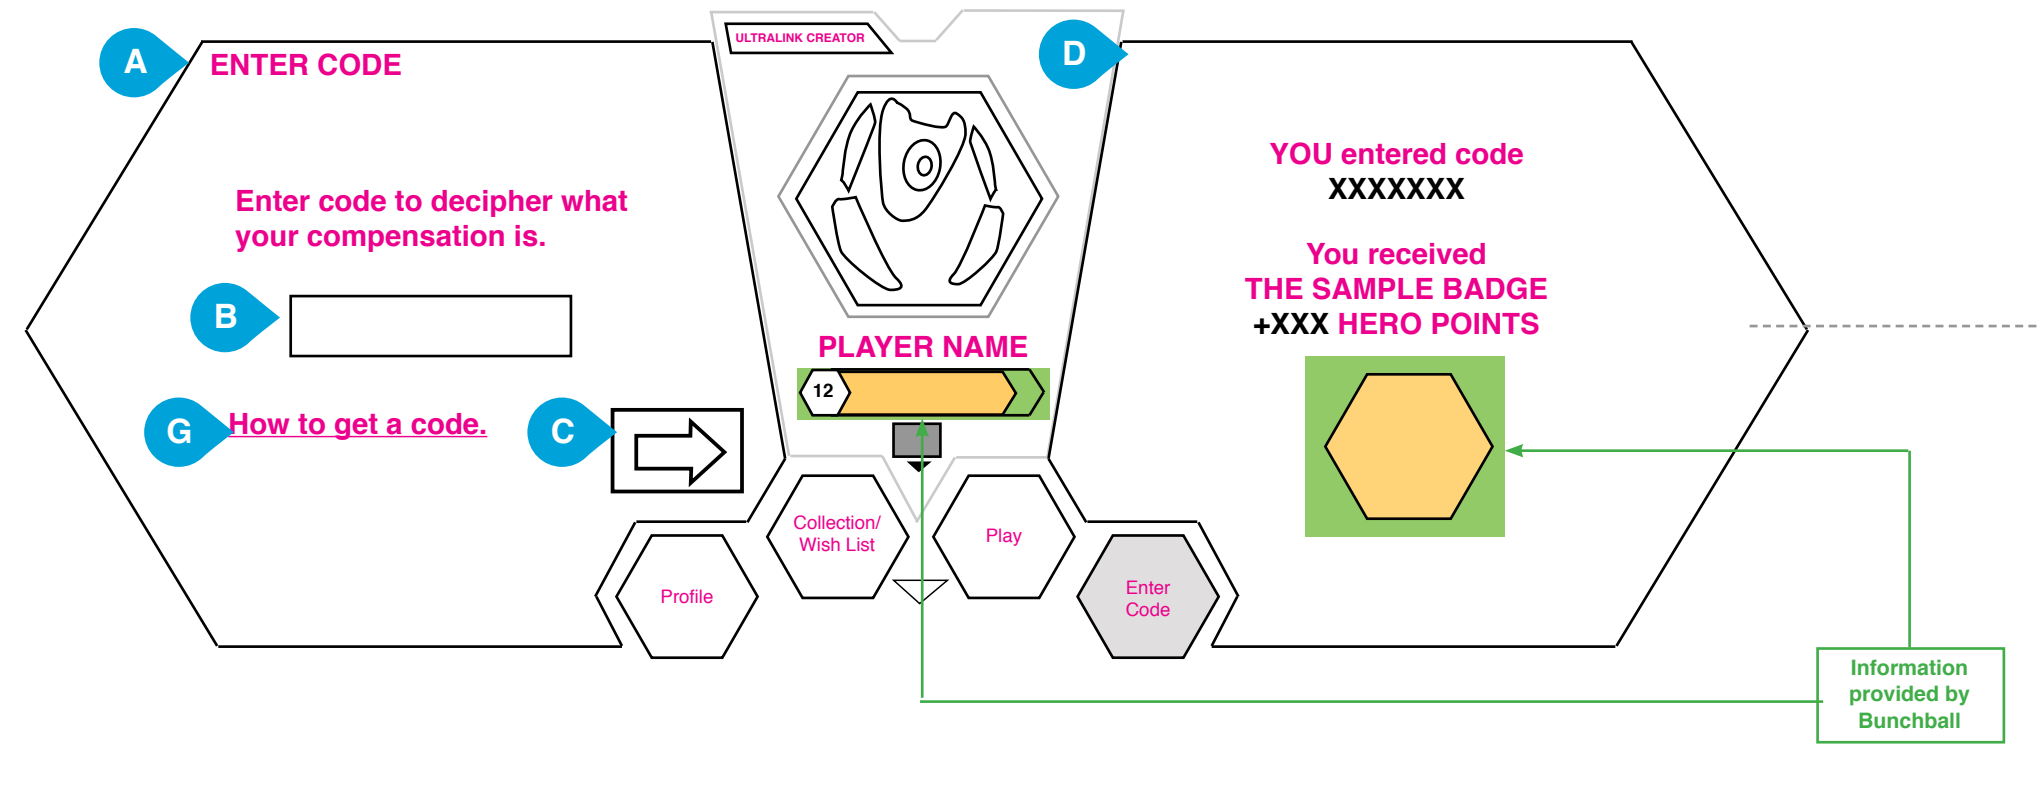 A
ENTER CODE
Enter code to decipher what
your compensation is.
B
G
How to get a code.
C
ULTRALINK CREATOR
PLAYER NAME
12
D
YOU entered code
XXXXXXX
You received
THE SAMPLE BADGE
+XXX HERO POINTS
Profile
Collection/
Wish List
Play
Enter
Code
Information
provided by
Bunchball